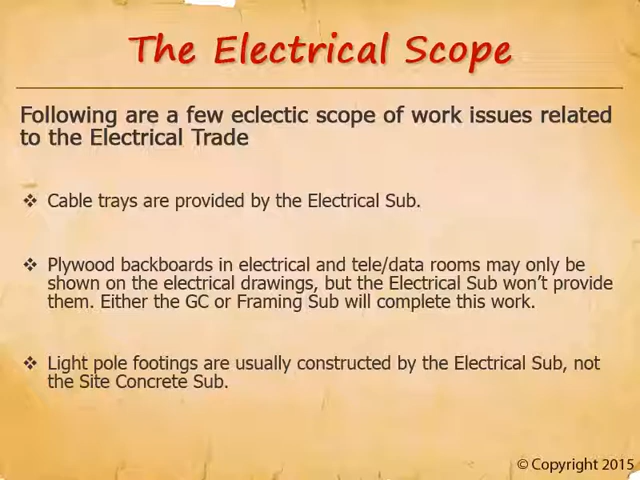 The Electrical Scope
Following are a few eclectic scope of work issues related
to the Electrical Trade
❖ Cable trays are provided by the Electrical Sub.
❖ Plywood backboards in electrical and tele/data rooms may only be
shown on the electrical drawings, but the Electrical Sub won't provide
them. Either the GC or Framing Sub will complete this work.
❖ Light pole footings are usually constructed by the Electrical Sub, not
the Site Concrete Sub.
© Copyright 2015